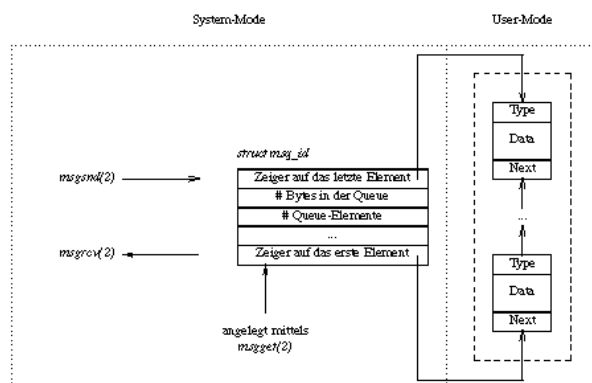 System-Mode
User-Mode
Type
Data
Next
struct msq_id
msgsnd(2)
Zeiger auf das letzte Element
# Bytes in der Queue
# Queue-Elemente
...
Zeiger auf das erste Element
msgrcv(2)
...
Type
Data
Next
angelegt mittels
msgget(2)